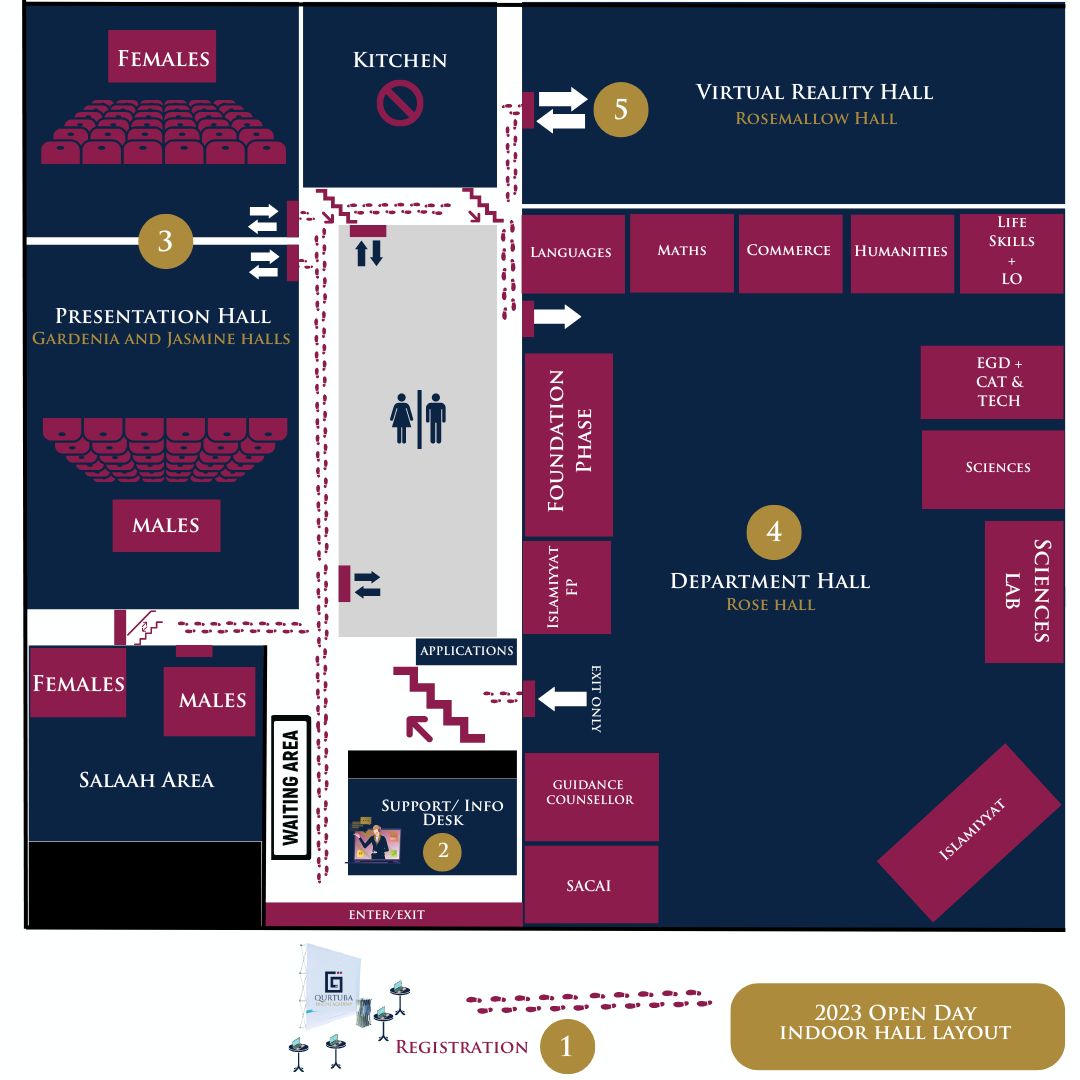 FEMALES
KITCHEN
5
VIRTUAL REALITY HALL
ROSEMALLOW HALL
3
PRESENTATION HALL
GARDENIA AND JASMINE HALLS
MALES
LANGUAGES
MATHS
COMMERCE
HUMANITIES
LIFE
SKILLS
+
LO
EGD +
CAT &
TECH
SCIENCES
SCIENCES
LAB
FOUNDATION
PHASE
ISLAMIYYAT
FP
4
DEPARTMENT HALL
ROSE HALL
APPLICATIONS
EXIT ONLY
FEMALES
MALES
SALAAH AREA
WAITING AREA
SUPPORT/ INFO
DESK
2
GUIDANCE
COUNSELLOR
SACAI
ISLAMIYYAT
ENTER/EXIT
QURTUBA
ONLINE ACADEMY
REGISTRATION
1
2023 OPEN DAY
INDOOR HALL LAYOUT